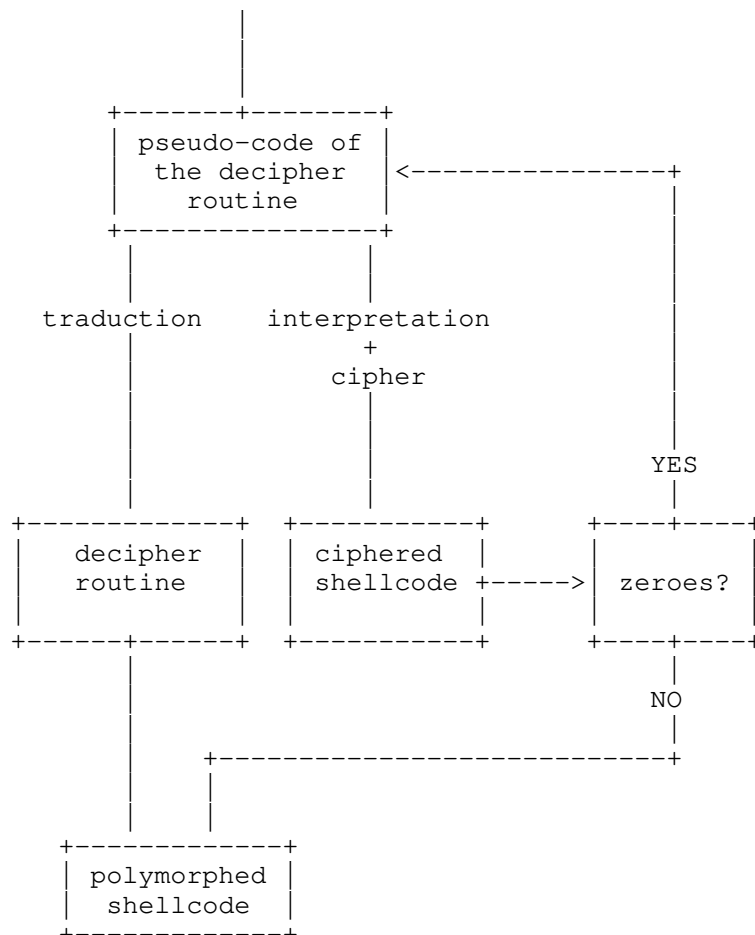 pseudo-code of
the decipher
routine
traduction interpretation
+
cipher
YES
decipher ciphered
routine shellcode zeroes?
NO
polymorphed
shellcode